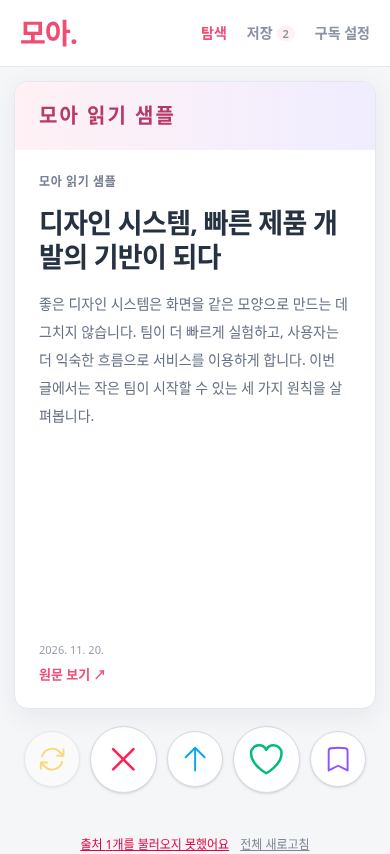 모아.
탐색 저장 2 구독 설정
모아 읽기 샘플
모아 읽기 샘플
디자인 시스템, 빠른 제품 개
발의 기반이 되다
좋은 디자인 시스템은 화면을 같은 모양으로 만드는 데
그치지 않습니다. 팀이 더 빠르게 실험하고, 사용자는
더 익숙한 흐름으로 서비스를 이용하게 합니다. 이번
글에서는 작은 팀이 시작할 수 있는 세 가지 원칙을 살
펴봅니다.
2026. 11. 20.
원문 보기 ↗
출처 1개를 불러오지 못했어요 전체 새로고침